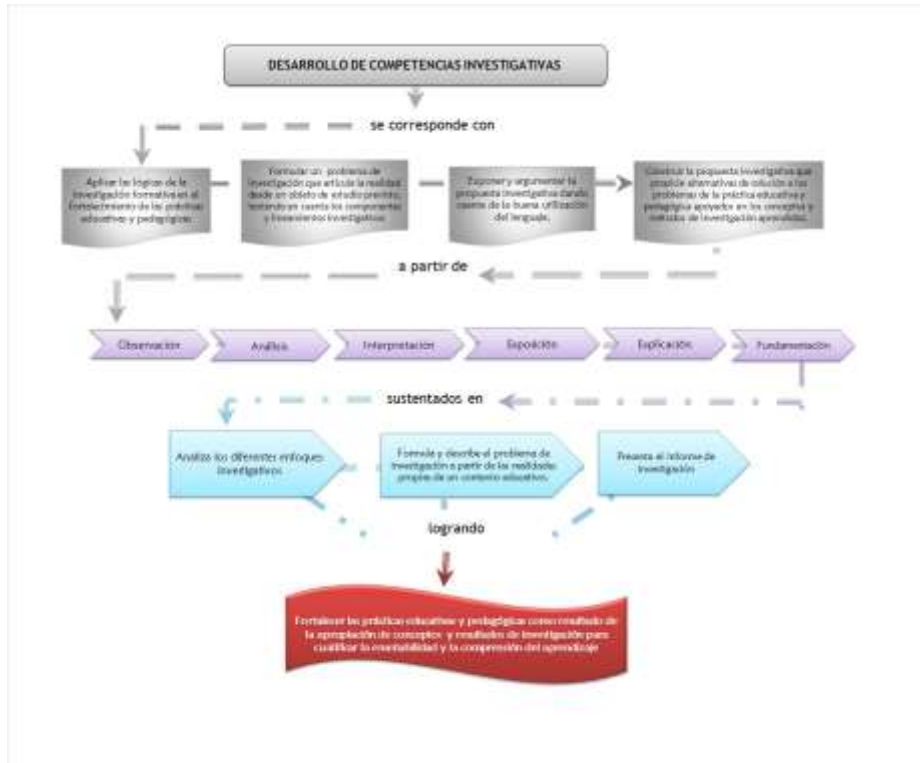 DESARROLLO DE COMPETENCIAS INVESTIGATIVAS
se corresponde con
Aplicar las lógicas de la
investigación formativa en el
fortalecimiento de las prácticas
educativas y pedagógicas.
Formular un problema de
investigación que articule la realidad
desde un objeto de estudio previsto,
teniendo en cuenta los componentes
y lineamientos investigativos
Exponer y argumentar la
propuesta investigativa dando
cuenta de la buena utilización
del lenguaje.
Construir la propuesta investigativa que
posibilite alternativas de solución a los
problemas de la práctica educativa y
pedagógica apoyados en los conceptos y
métodos de investigación aprendidos.
a partir de
Observación
Análisis
Interpretación
Exposición
Explicación
Fundamentación
sustentados en
Analiza los diferentes enfoques
investigativos
Formula y describe el problema de
investigación a partir de las realidades
propias de un contexto educativo.
Presenta el informe de
investigación
logrando
Fortalecer las prácticas educativas y pedagógicas como resultado de
la apropiación de conceptos y resultados de investigación para
cualificar la enseñabilidad y la comprensión del aprendizaje